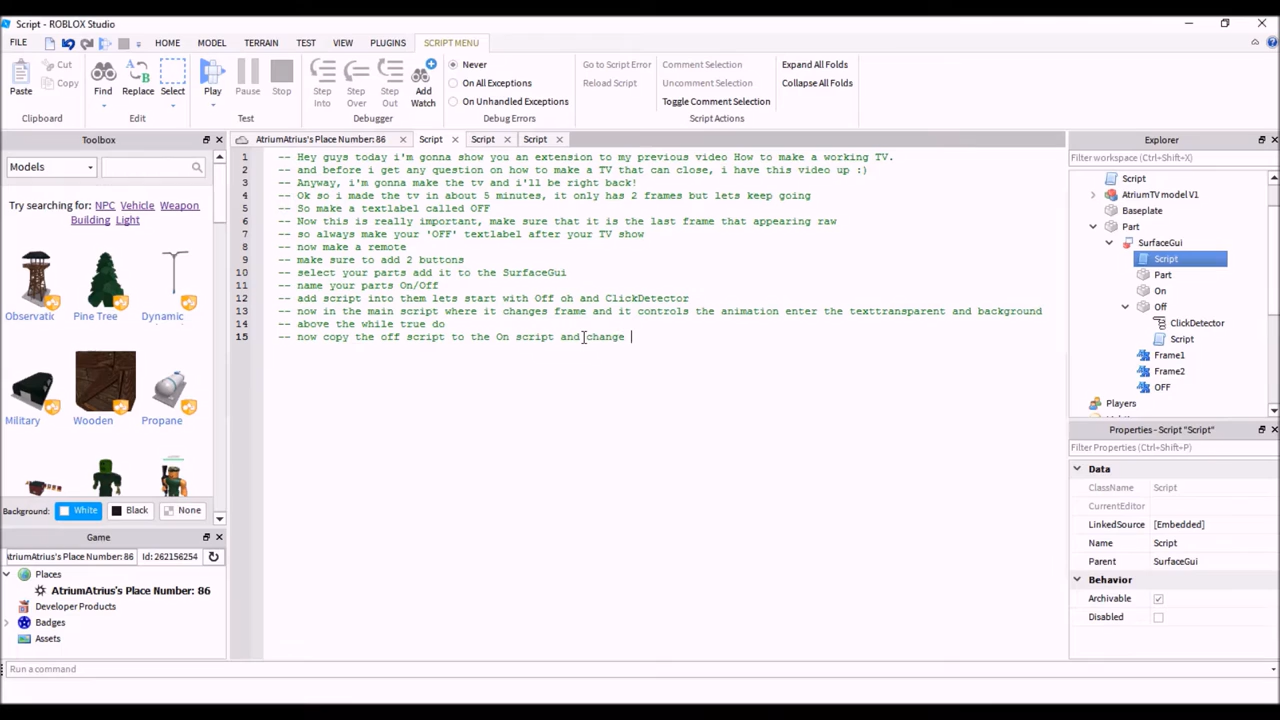 Script - ROBLOX Studio
FILE HOME MODEL TERRAIN TEST VIEW PLUGINS SCRIPT MENU
Paste Cut Copy Find Replace Select Play Pause Stop Step Into Step Over Step Out Add Watch
Never
On All Exceptions
On Unhandled Exceptions
Go to Script Error
Reload Script
Comment Selection
Uncomment Selection
Toggle Comment Selection
Expand All Folds
Collapse All Folds
Clipboard Edit Test Debugger Debug Errors Script Actions
Toolbox
Models
Try searching for: NPC Vehicle Weapon
Building Light
Observatic Pine Tree Dynamic
Military Wooden Propane
Background: White Black None
Game
AtriumAtrius's Place Number: 86 Id: 262156254
Places
AtriumAtrius's Place Number: 86
Developer Products
Badges
Assets
AtriumAtrius's Place Number: 86 Script Script Script
1 -- Hey guys today i'm gonna show you an extension to my previous video How to make a working TV.
2 -- and before i get any question on how to make a TV that can close, i have this video up :)
3 -- Anyway, i'm gonna make the tv and i'll be right back!
4 -- Ok so i made the tv in about 5 minutes, it only has 2 frames but lets keep going
5 -- So make a textlabel called OFF
6 -- Now this is really important, make sure that it is the last frame that appearing raw
7 -- so always make your 'OFF' textlabel after your TV show
8 -- now make a remote
9 -- make sure to add 2 buttons
10 -- select your parts add it to the SurfaceGui
11 -- name your parts On/Off
12 -- add script into them lets start with Off oh and ClickDetector
13 -- now in the main script where it changes frame and it controls the animation enter the texttransparent and background
14 -- above the while true do
15 -- now copy the off script to the On script and change
Explorer
Filter workspace (Ctrl+Shift+X)
Script
AtriumTV model V1
Baseplate
Part
SurfaceGui
Script
Part
On
Off
ClickDetector
Script
Frame1
Frame2
OFF
Players
Properties - Script "Script"
Filter Properties (Ctrl+Shift+P)
Data
ClassName Script
CurrentEditor
LinkedSource [Embedded]
Name Script
Parent SurfaceGui
Behavior
Archivable
Disabled
Run a command